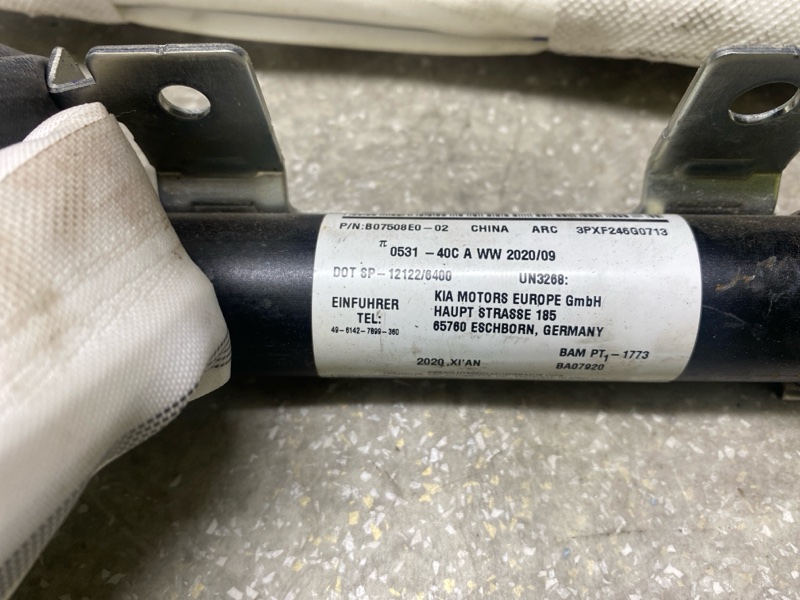 P/N:B07508E0-02 CHINA ARC 3PXF246G0713
π 0531 -40C A WW 2020/09
DOT SP-12122/6400 UN3268:
EINFUHRER KIA MOTORS EUROPE GmbH
TEL: HAUPT STRASSE 185
49-6142-7899-360 65760 ESCHBORN, GERMANY
BAM PT1-1773
2020 XI'AN BA07920